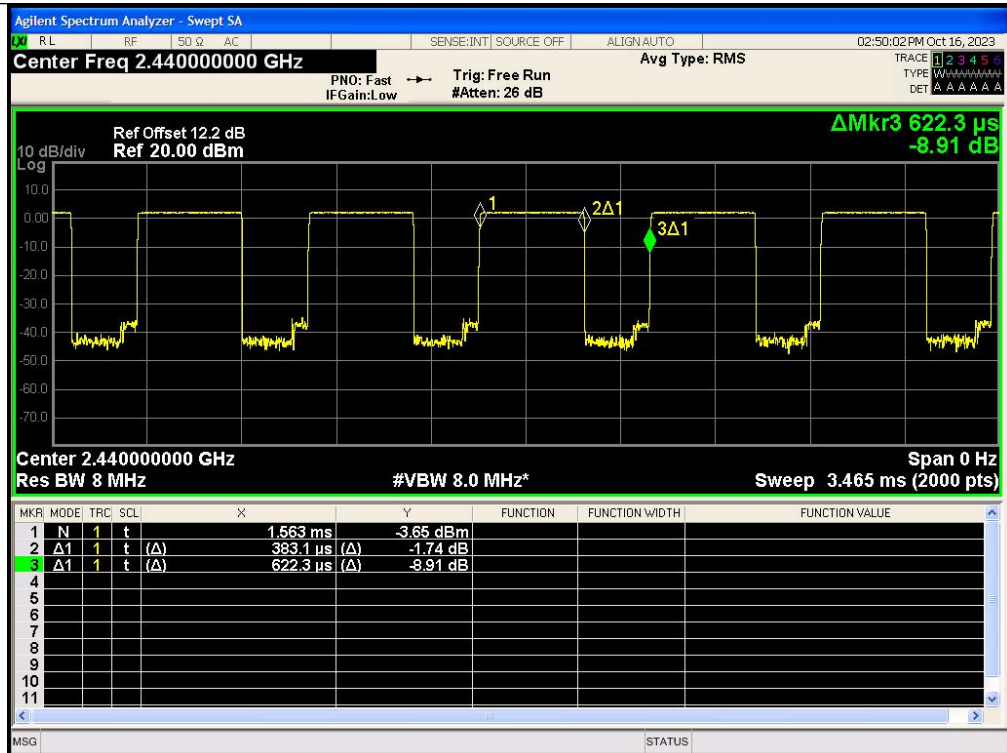 Agilent Spectrum Analyzer - Swept SA
LXI RL RF 50 Ω AC SENSE:INT SOURCE OFF ALIGN AUTO 02:50:02 PM Oct 16, 2023
Center Freq 2.440000000 GHz Avg Type: RMS TRACE 1 2 3 4 5 6
PNO: Fast Trig: Free Run TYPE W
IFGain:Low #Atten: 26 dB DET A A A A A A
ΔMkr3 622.3 µs
Ref Offset 12.2 dB
10 dB/div Ref 20.00 dBm -8.91 dB
Log
10.0
1 2Δ1
0.00
3Δ1
-10.0
-20.0
-30.0
-40.0
-50.0
-60.0
-70.0
Center 2.440000000 GHz Span 0 Hz
Res BW 8 MHz #VBW 8.0 MHz* Sweep 3.465 ms (2000 pts)
MKR MODE TRC SCL X Y FUNCTION FUNCTION WIDTH FUNCTION VALUE
1 N 1 t 1.563 ms -3.65 dBm
2 Δ1 1 t (Δ) 383.1 µs (Δ) -1.74 dB
3 Δ1 1 t (Δ) 622.3 µs (Δ) -8.91 dB
4
5
6
7
8
9
10
11
MSG STATUS